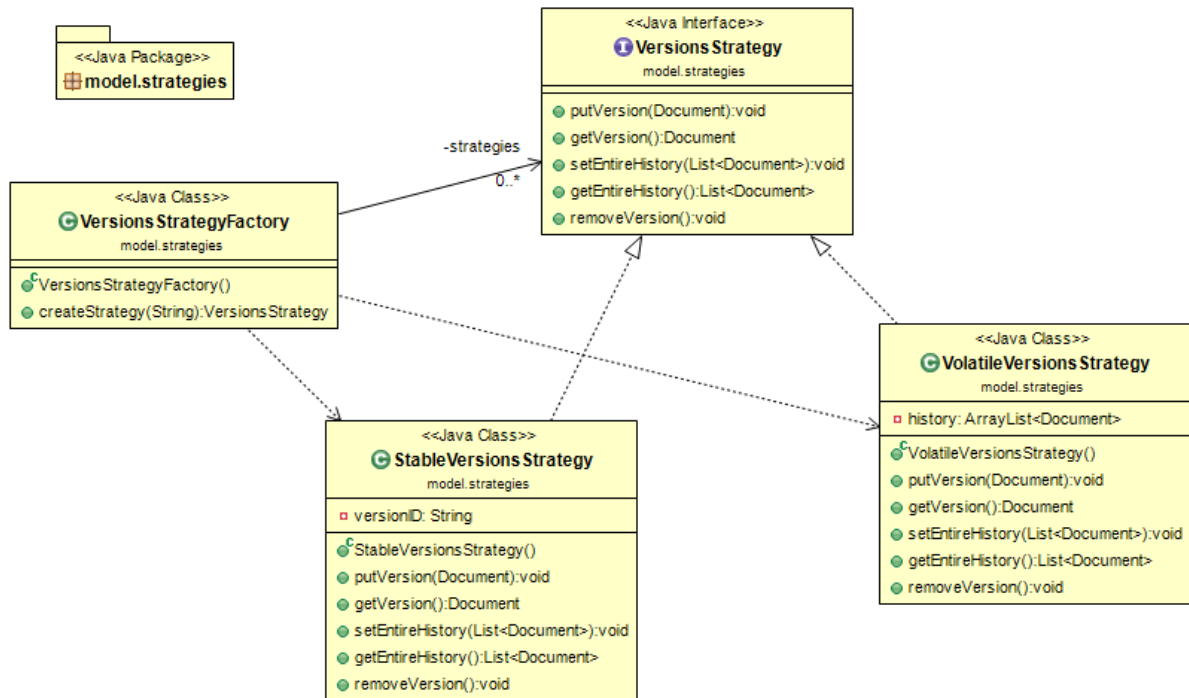 <<Java Package>>
model.strategies
<<Java Interface>>
VersionsStrategy
model.strategies
putVersion(Document):void
getVersion():Document
setEntireHistory(List<Document>):void
getEntireHistory():List<Document>
removeVersion():void
-strategies
0..*
<<Java Class>>
VersionsStrategyFactory
model.strategies
VersionsStrategyFactory()
createStrategy(String):VersionsStrategy
<<Java Class>>
VolatileVersionsStrategy
model.strategies
history: ArrayList<Document>
VolatileVersionsStrategy()
putVersion(Document):void
getVersion():Document
setEntireHistory(List<Document>):void
getEntireHistory():List<Document>
removeVersion():void
<<Java Class>>
StableVersionsStrategy
model.strategies
versionID: String
StableVersionsStrategy()
putVersion(Document):void
getVersion():Document
setEntireHistory(List<Document>):void
getEntireHistory():List<Document>
removeVersion():void